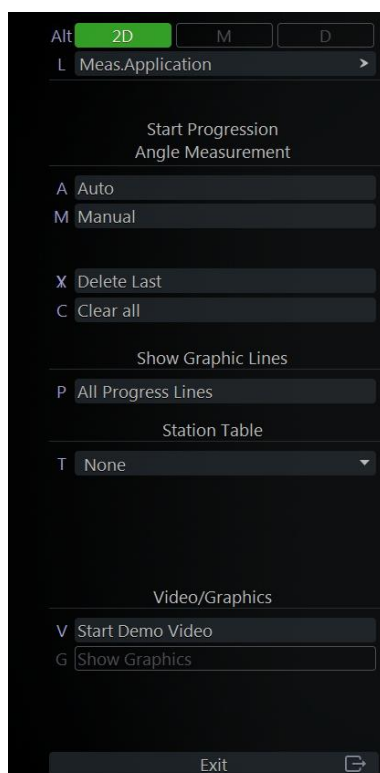 Alt 2D M D
L Meas.Application >
Start Progression
Angle Measurement
A Auto
M Manual
X Delete Last
C Clear all
Show Graphic Lines
P All Progress Lines
Station Table
T None
Video/Graphics
V Start Demo Video
G Show Graphics
Exit